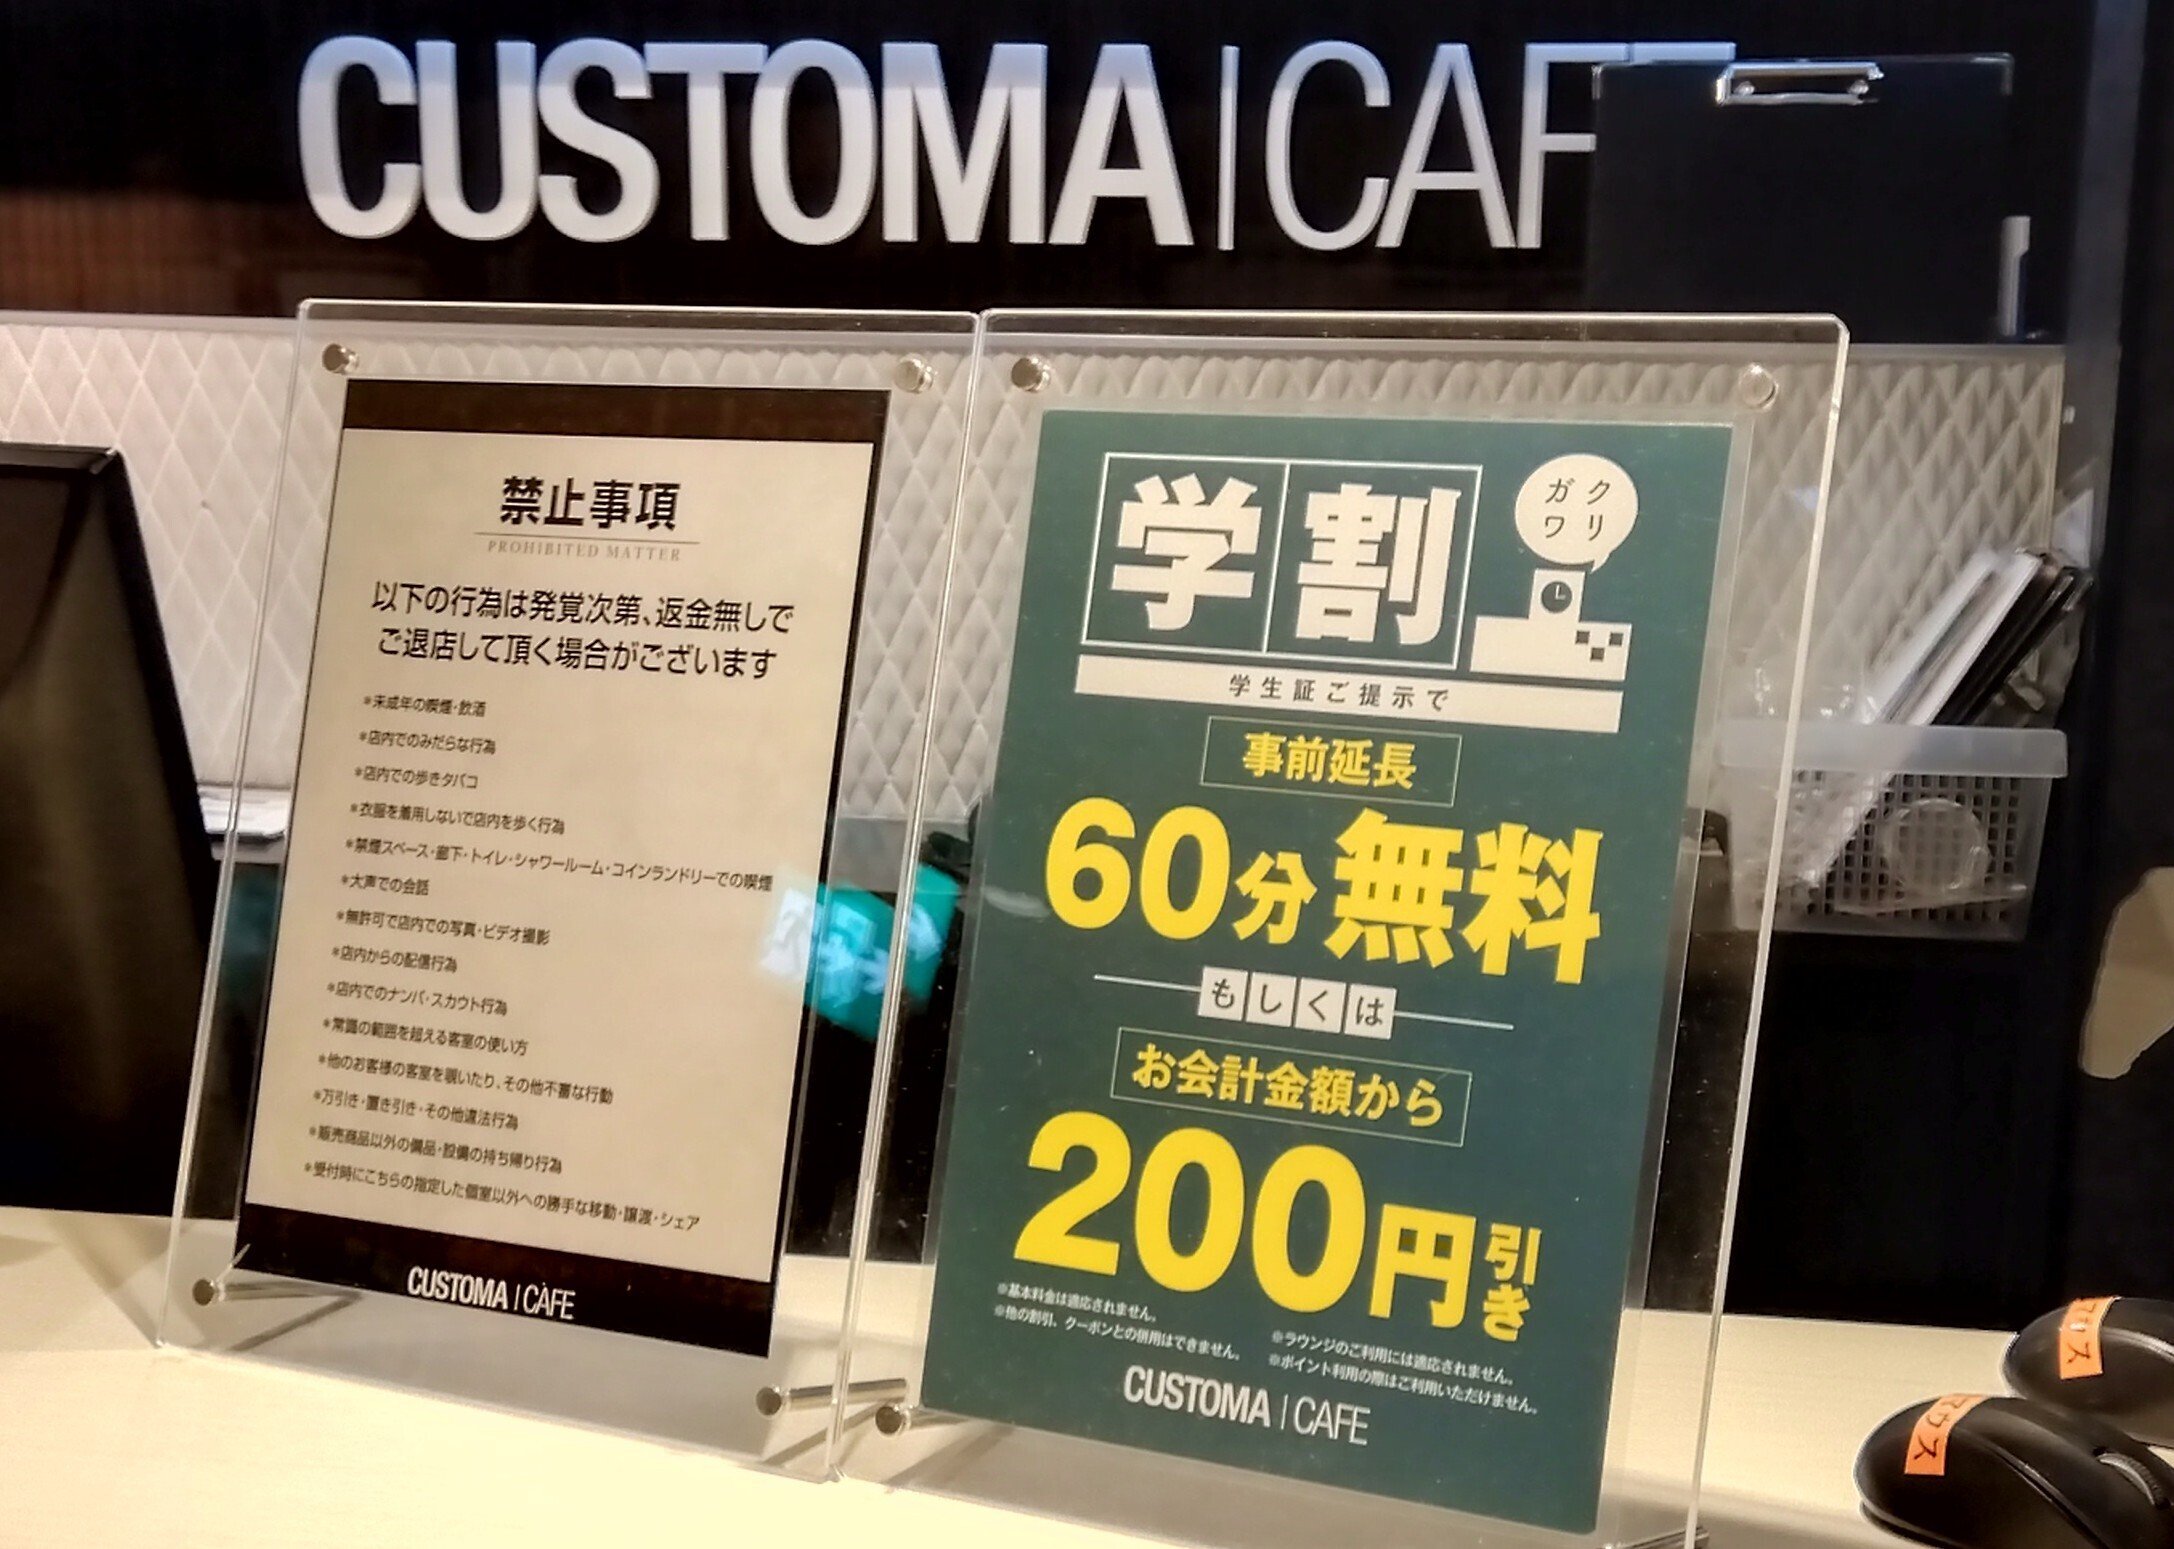 CUSTOMA|CAFE
禁止事項
PROHIBITED MATTER
以下の行為は発覚次第、返金無しで
ご退店して頂く場合がございます
*未成年の喫煙・飲酒
*店内でのみだらな行為
*店内での歩きタバコ
*衣服を着用しないで店内を歩く行為
*禁煙スペース・廊下・トイレ・シャワールーム・コインランドリーでの喫煙
*大声での会話
*無許可で店内での写真・ビデオ撮影
*店内からの配信行為
*店内でのナンパ・スカウト行為
*常識の範囲を超える客室の使い方
*他のお客様の客室を覗いたり、その他不審な行動
*万引き・置き引き・その他違法行為
*販売商品以外の備品・設備の持ち帰り行為
*受付時にこちらの指定した個室以外への勝手な移動・譲渡・シェア
CUSTOMA | CAFE
学割
クリ
ガワ
学生証ご提示で
事前延長
60分無料
もしくは
お会計金額から
200円引き
※基本料金は適応されません。
※他の割引、クーポンとの併用はできません。
※ラウンジのご利用には適応されません。
※ポイント利用の際はご利用いただけません。
CUSTOMA | CAFE
マウス
マウス